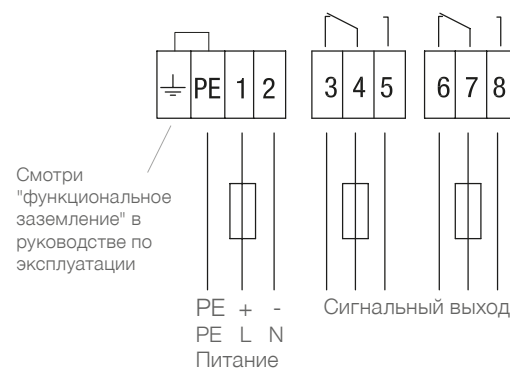 PE 1 2 3 4 5 6 7 8
Смотри
"функциональное
заземление" в
руководстве по
эксплуатации
PE + -
PE L N
Питание
Сигнальный выход